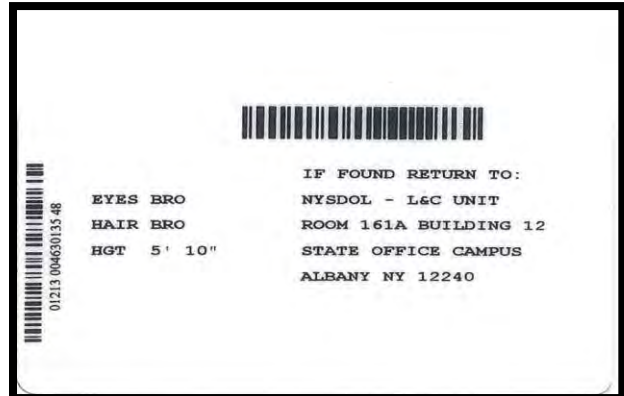 IF FOUND RETURN TO:
EYES BRO NYSDOL - L&C UNIT
HAIR BRO ROOM 161A BUILDING 12
HGT 5' 10" STATE OFFICE CAMPUS
ALBANY NY 12240
01213 004630135 48